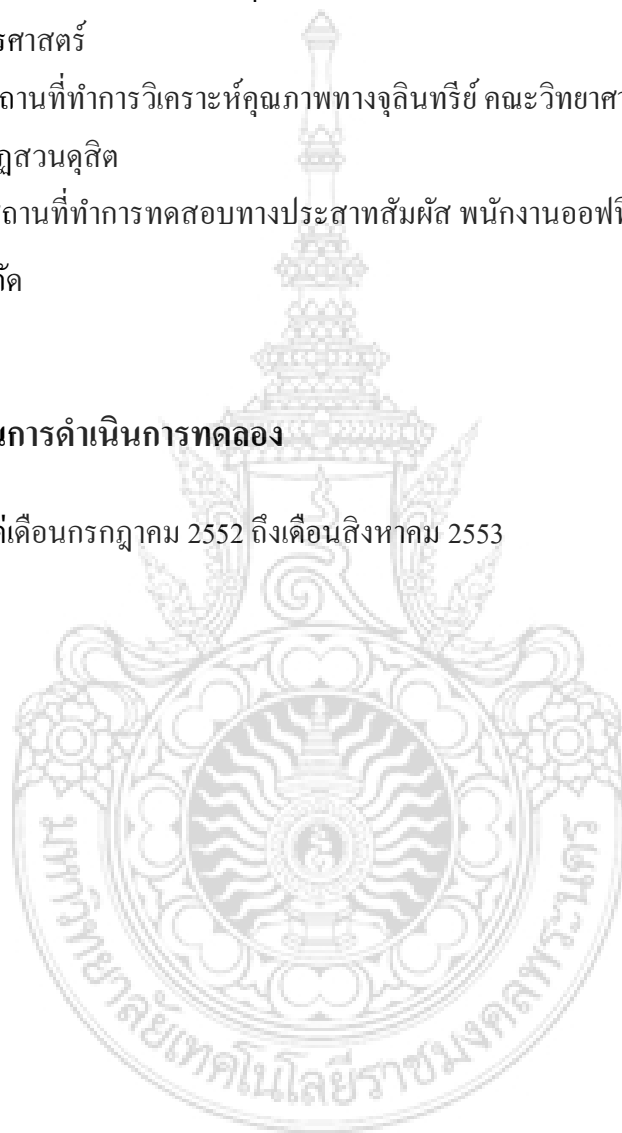 รศาสตร์
ถานที่ทำการวิเคราะห์คุณภาพทางจุลินทรีย์ คณะวิทยาศา
ฏสวนดุสิต
สถานที่ทำการทดสอบทางประสาทสัมผัส พนักงานออฟฟิ
กัด
นการดำเนินการทดลอง
ต่เดือนกรกฎาคม 2552 ถึงเดือนสิงหาคม 2553
มหาวิทยาลัยเทคโนโลยีราชมงคลพระนคร